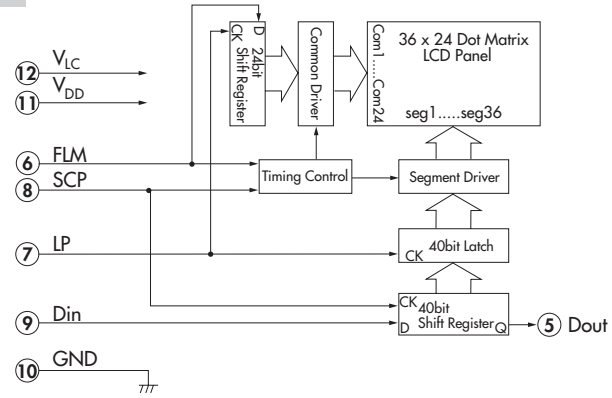 D
CK
24bit
Shift Register
Common Driver
Com1 ....Com24
36 x 24 Dot Matrix
LCD Panel
seg1.....seg36
12 VLC
11 VDD
6 FLM
8 SCP
Timing Control
Segment Driver
7 LP
40bit Latch
CK
CK 40bit
Shift Register
D
Q
9 Din
5 Dout
10 GND